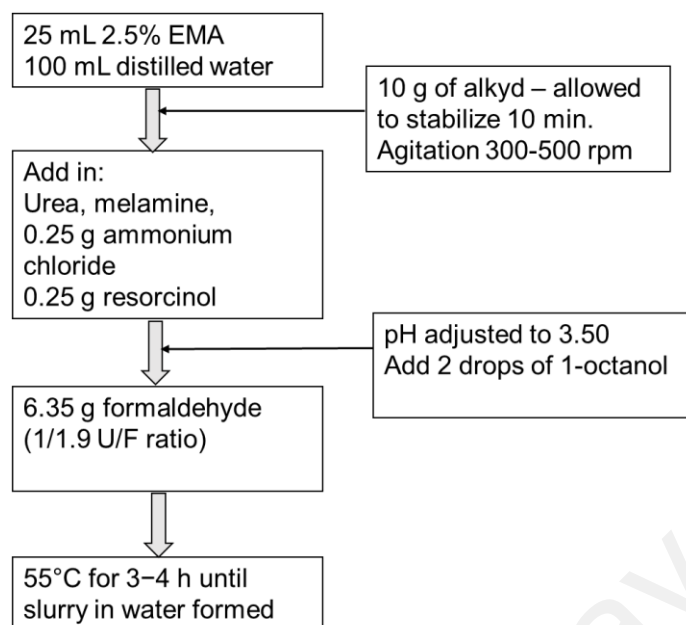 25 mL 2.5% EMA
100 mL distilled water
10 g of alkyd – allowed
to stabilize 10 min.
Agitation 300-500 rpm
Add in:
Urea, melamine,
0.25 g ammonium
chloride
0.25 g resorcinol
pH adjusted to 3.50
Add 2 drops of 1-octanol
6.35 g formaldehyde
(1/1.9 U/F ratio)
55°C for 3−4 h until
slurry in water formed